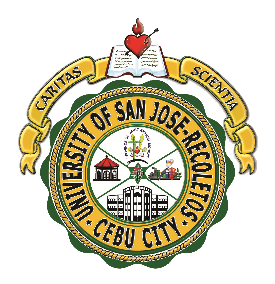 CARITAS SCIENTIA
UNIVERSITY OF SAN JOSE-RECOLETOS
• CEBU CITY •